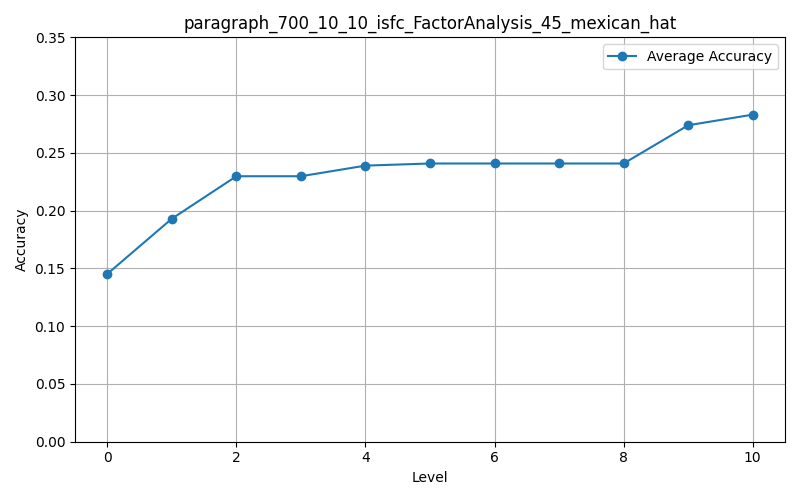 paragraph_700_10_10_isfc_FactorAnalysis_45_mexican_hat
Average Accuracy
0.35
0.30
0.25
0.20
0.15
0.10
0.05
0.00
Accuracy
0 2 4 6 8 10
Level